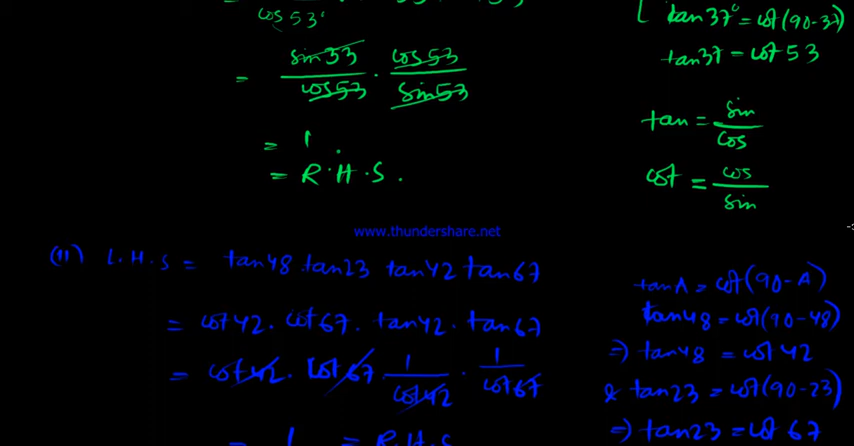 cos 53°
[ tan 37° = cot (90-37)
tan 37 = cot 53
= sin 53 / cos 53 · cos 53 / sin 53
tan = sin / cos
= 1
= R.H.S.
cot = cos / sin
www.thundershare.net
(11) L.H.S = tan 48 . tan 23 tan 42 tan 67
tan A = cot (90-A)
= cot 42 . cot 67 . tan 42 . tan 67
tan 48 = cot (90-48)
⇒ tan 48 = cot 42
= cot 42 . cot 67 · 1 / cot 42 · 1 / cot 67
& tan 23 = cot (90-23)
⇒ tan 23 = cot 67
= 1 = R.H.S